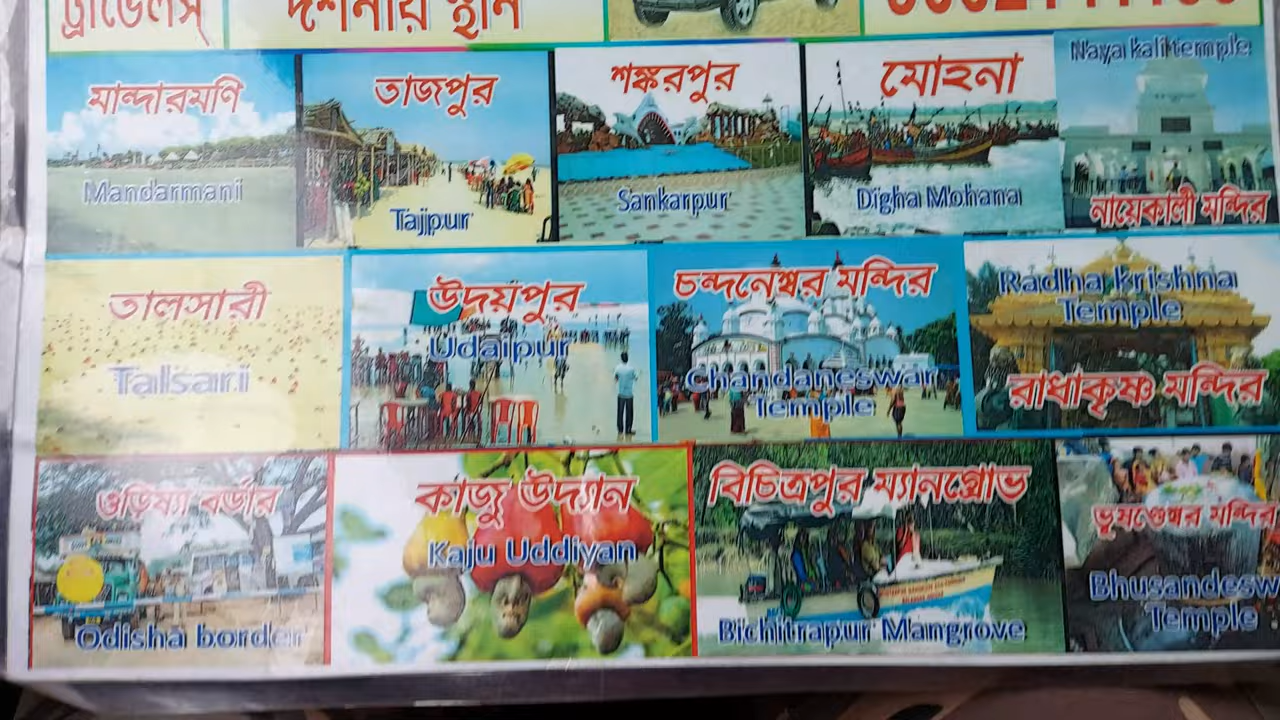 ট্রাভেলস্
দর্শনীয় স্থান
মান্দারমণি
Mandarmani
তাজপুর
Tajpur
শঙ্করপুর
Sankarpur
মোহনা
Digha Mohana
Naya kali temple
নায়েকালী মন্দির
তালসারী
Talsari
উদয়পুর
Udaipur
চন্দনেশ্বর মন্দির
Chandaneswar
Temple
Radha krishna
Temple
রাধাকৃষ্ণ মন্দির
ওড়িষ্যা বর্ডার
Odisha border
কাজু উদ্যান
Kaju Uddiyan
বিচিত্রপুর ম্যানগ্রোভ
Bichitrapur Mangrove
ভুষণ্ডেশ্বর মন্দির
Bhusandesw
Temple